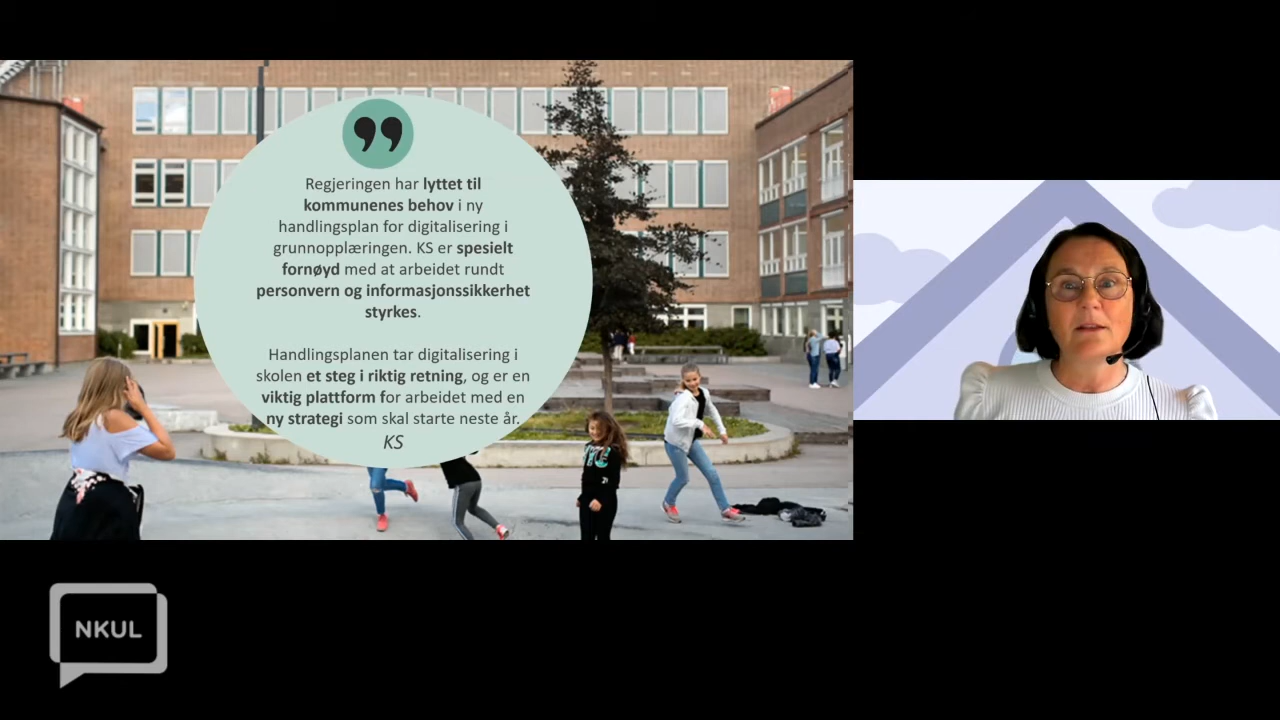 Regjeringen har lyttet til
kommunenes behov i ny
handlingsplan for digitalisering i
grunnopplæringen. KS er spesielt
fornøyd med at arbeidet rundt
personvern og informasjonssikkerhet
styrkes.
Handlingsplanen tar digitalisering i
skolen et steg i riktig retning, og er en
viktig plattform for arbeidet med en
ny strategi som skal starte neste år.
KS
NKUL